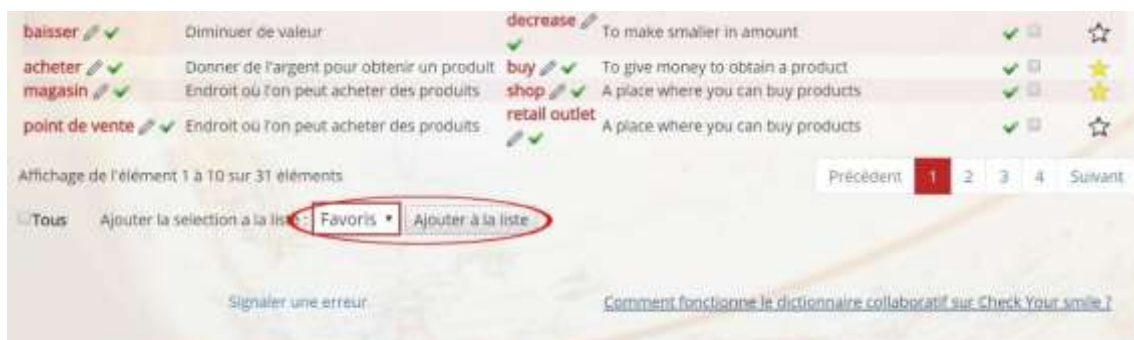 baisser Diminuer de valeur decrease To make smaller in amount
acheter Donner de l'argent pour obtenir un produit buy To give money to obtain a product
magasin Endroit où l'on peut acheter des produits shop A place where you can buy products
point de vente Endroit où l'on peut acheter des produits retail outlet A place where you can buy products
Affichage de l'élément 1 à 10 sur 31 éléments Précédent 1 2 3 4 Suivant
Tous Ajouter la selection a la liste : Favoris Ajouter à la liste
Signaler une erreur Comment fonctionne le dictionnaire collaboratif sur Check Your smile ?